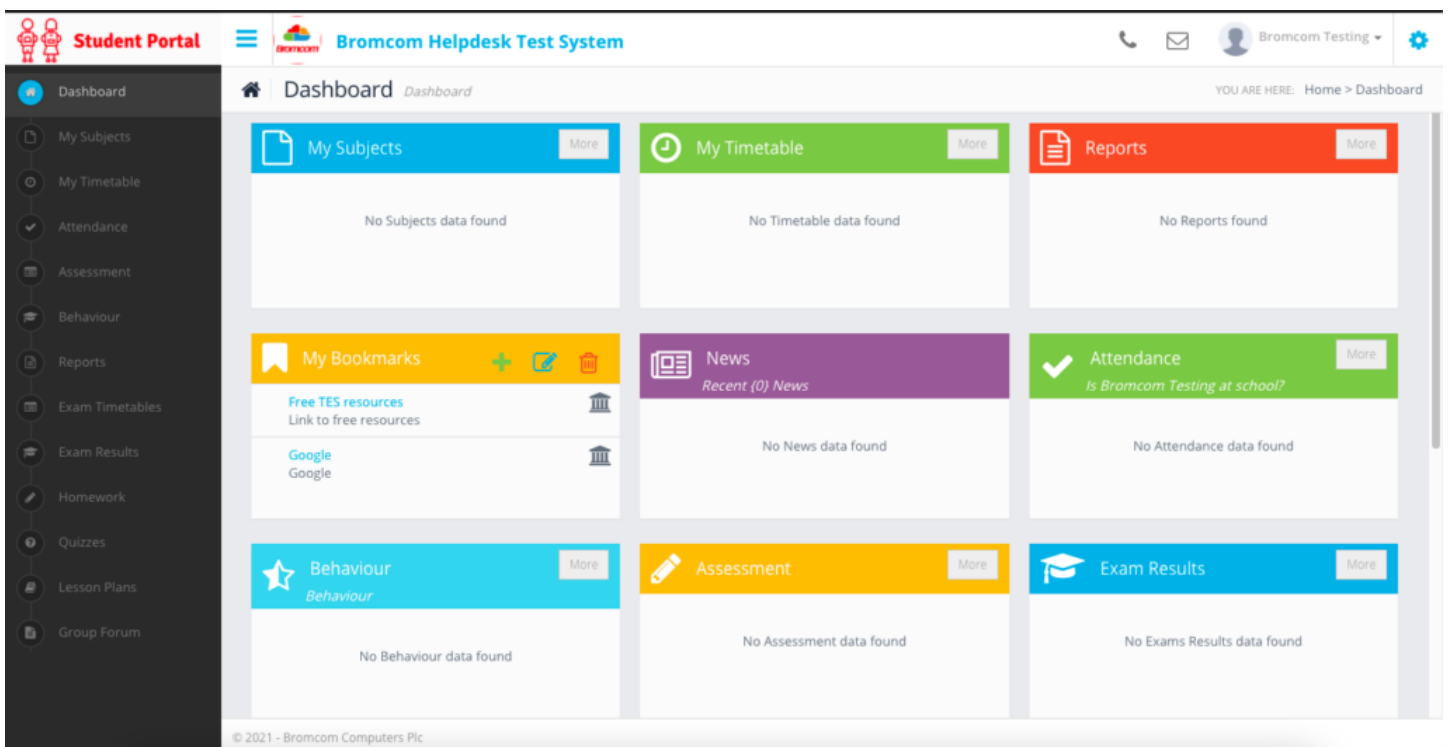 Student Portal
Bromcom
Bromcom Helpdesk Test System
Bromcom Testing
Dashboard
My Subjects
My Timetable
Attendance
Assessment
Behaviour
Reports
Exam Timetables
Exam Results
Homework
Quizzes
Lesson Plans
Group Forum
Dashboard Dashboard
YOU ARE HERE: Home > Dashboard
My Subjects More
No Subjects data found
My Timetable More
No Timetable data found
Reports More
No Reports found
My Bookmarks
Free TES resources
Link to free resources
Google
Google
News
Recent (0) News
No News data found
Attendance More
Is Bromcom Testing at school?
No Attendance data found
Behaviour More
Behaviour
No Behaviour data found
Assessment More
No Assessment data found
Exam Results More
No Exams Results data found
© 2021 - Bromcom Computers Plc